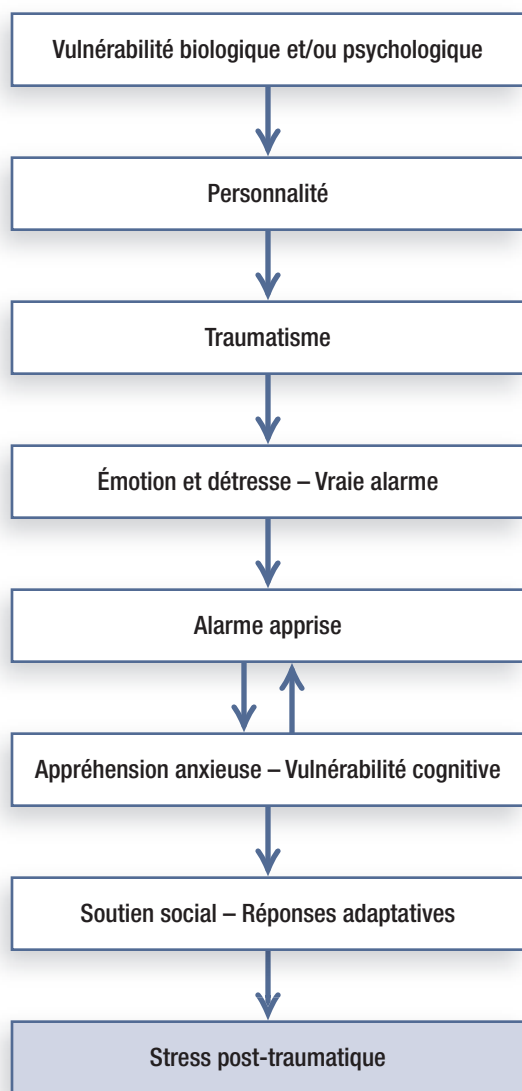 Vulnérabilité biologique et/ou psychologique
Personnalité
Traumatisme
Émotion et détresse – Vraie alarme
Alarme apprise
Appréhension anxieuse – Vulnérabilité cognitive
Soutien social – Réponses adaptatives
Stress post-traumatique